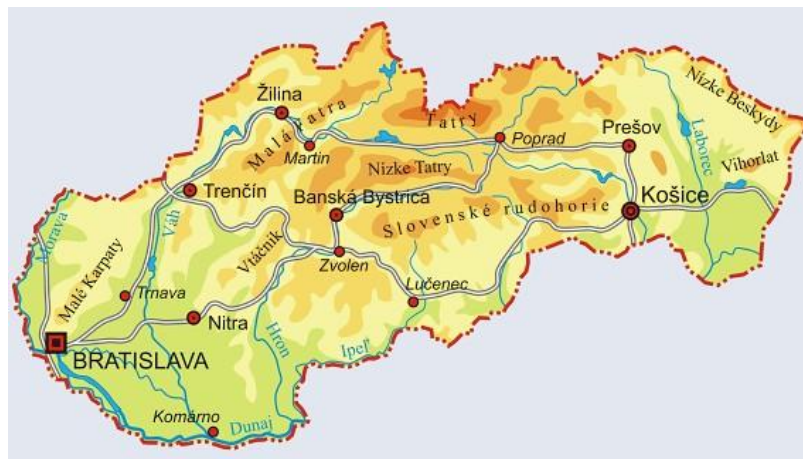 Žilina
Malá Fatra
Martin
Tatry
Poprad
Nízke Beskydy
Prešov
Laborec
Vihorlat
Nízke Tatry
Trenčín
Banská Bystrica
Košice
Slovenské rudohorie
Morava
Váh
Vtáčnik
Zvolen
Malé Karpaty
Trnava
Lučenec
Nitra
Hron
Ipeľ
BRATISLAVA
Komárno
Dunaj